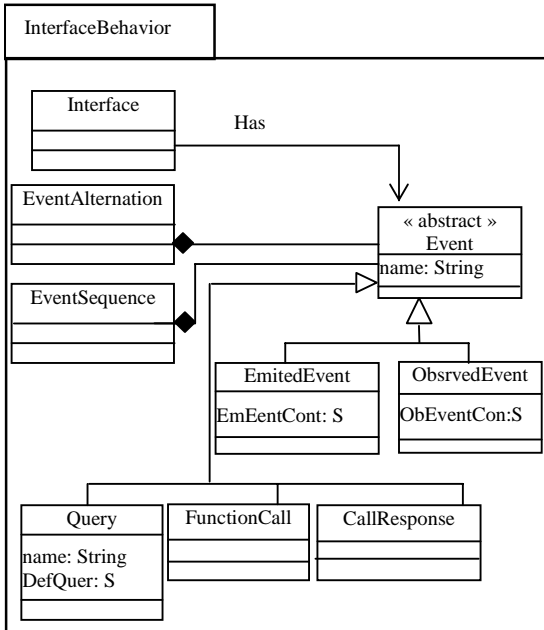 InterfaceBehavior
Interface
Has
EventAlternation
« abstract »
Event
name: String
EventSequence
EmitedEvent
EmEentCont: S
ObsrvedEvent
ObEventCon:S
Query
name: String
DefQuer: S
FunctionCall
CallResponse